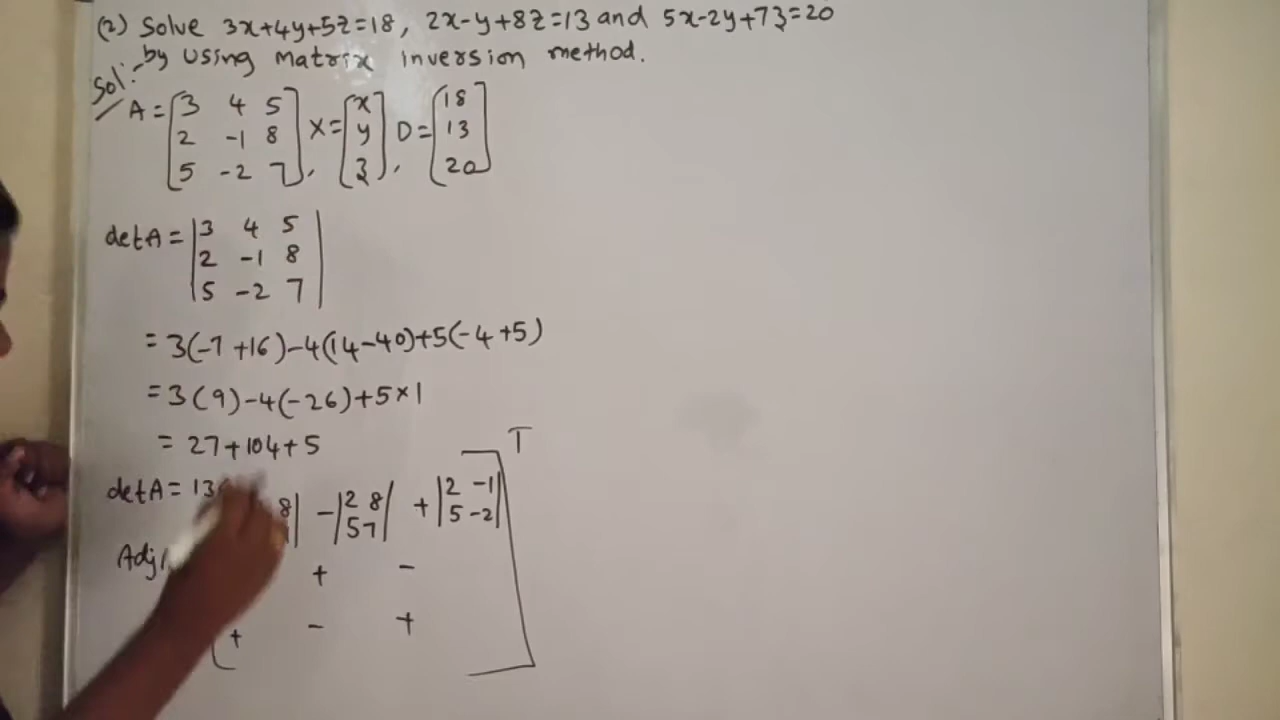 (2) Solve 3x+4y+5z=18, 2x-y+8z=13 and 5x-2y+7z=20
by Using Matrix inversion method.
Sol:-
A = [3 4 5 X = [x D = [18
2 -1 8] y] 13
5 -2 7], z], 20]
detA = |3 4 5|
|2 -1 8|
|5 -2 7|
= 3(-7+16)-4(14-40)+5(-4+5)
= 3(9)-4(-26)+5×1
= 27+104+5
T
detA = 13
8| -|2 8| +|2 -1|
|5 7| |5 -2|
Adj
+ -
+ - +